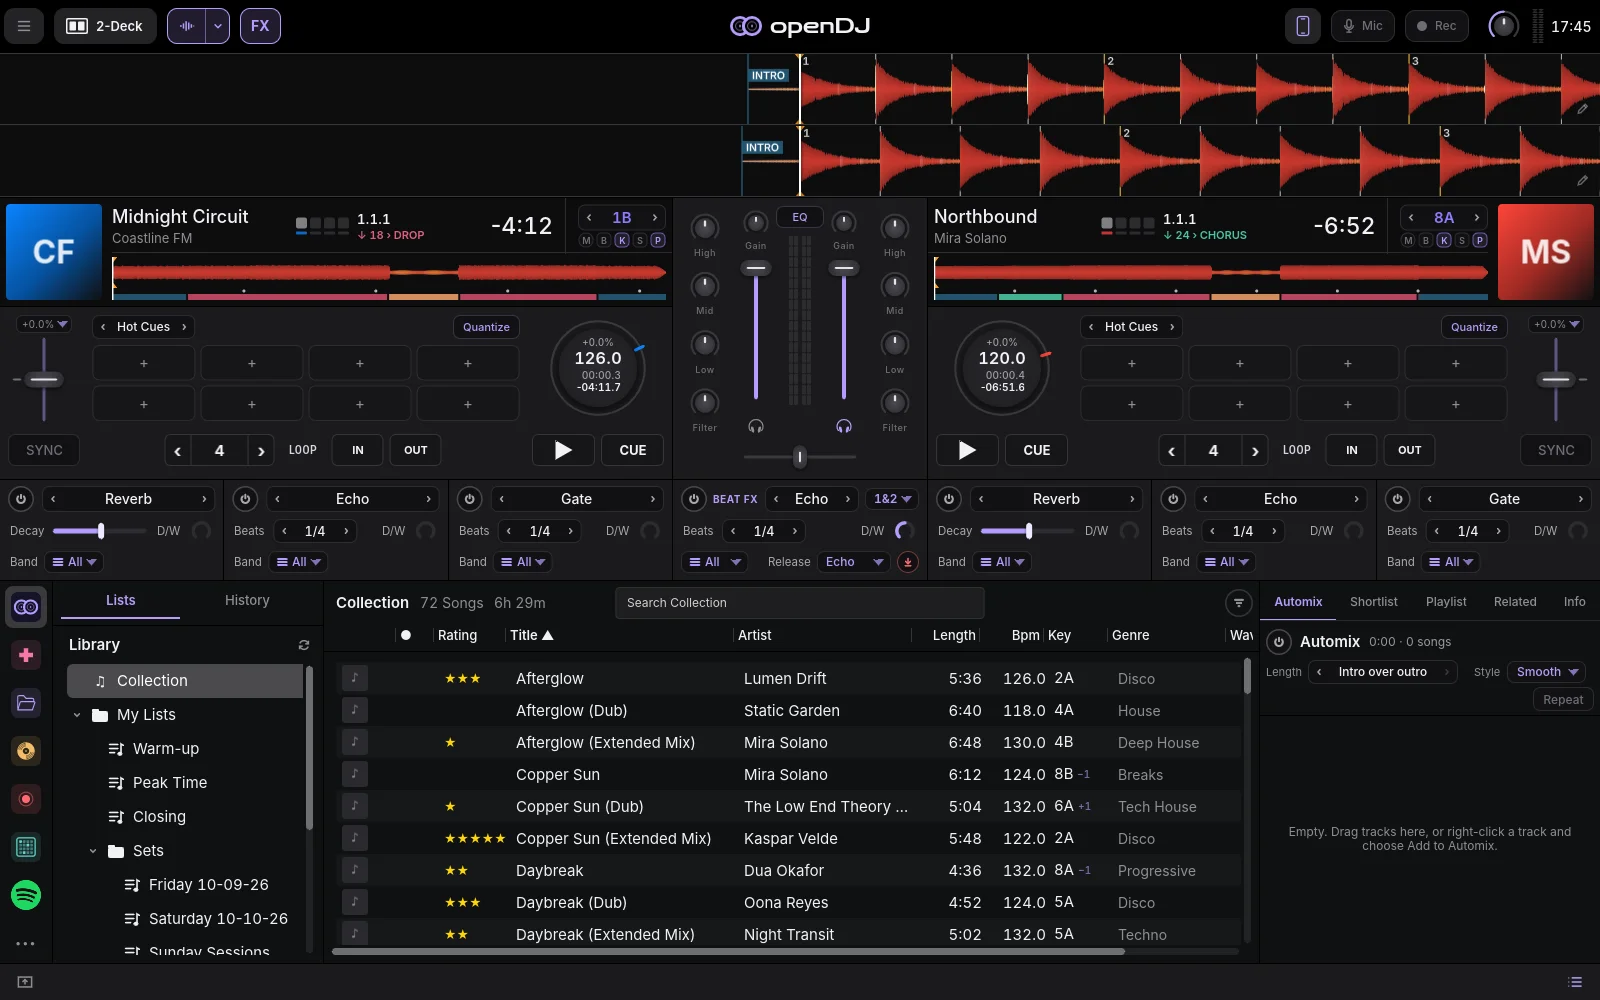 2-Deck
FX
openDJ
Mic
Rec
17:45
INTRO
1
2
3
INTRO
1
2
3
CF
Midnight Circuit
Coastline FM
1.1.1
18 › DROP
-4:12
1B
M B K S P
EQ
Northbound
Mira Solano
1.1.1
24 › CHORUS
-6:52
8A
M B K S P
MS
High
Gain
Gain
High
Mid
Mid
Low
Low
Filter
Filter
+0.0%
Hot Cues
Quantize
+0.0%
126.0
00:00.3
-04:11.7
SYNC
4
LOOP
IN
OUT
CUE
+0.0%
120.0
00:00.4
-06:51.6
Hot Cues
Quantize
+0.0%
CUE
4
LOOP
IN
OUT
SYNC
Reverb
Echo
Gate
BEAT FX
Echo
1&2
Reverb
Echo
Gate
Decay
D/W
Beats
1/4
D/W
Beats
1/4
D/W
Beats
1/4
D/W
Decay
D/W
Beats
1/4
D/W
Beats
1/4
D/W
Band
All
Band
All
Band
All
All
Release
Echo
Band
All
Band
All
Band
All
Lists
History
Library
Collection
My Lists
Warm-up
Peak Time
Closing
Sets
Friday 10-09-26
Saturday 10-10-26
Sunday Sessions
Collection 72 Songs 6h 29m
Search Collection
Rating Title Artist Length Bpm Key Genre Wav
★★★ Afterglow Lumen Drift 5:36 126.0 2A Disco
Afterglow (Dub) Static Garden 6:40 118.0 4A House
★ Afterglow (Extended Mix) Mira Solano 6:48 130.0 4B Deep House
Copper Sun Mira Solano 6:12 124.0 8B −1 Breaks
★ Copper Sun (Dub) The Low End Theory ... 5:04 132.0 6A +1 Tech House
★★★★★ Copper Sun (Extended Mix) Kaspar Velde 5:48 122.0 2A Disco
★★ Daybreak Dua Okafor 4:36 132.0 8A −1 Progressive
★★★ Daybreak (Dub) Oona Reyes 4:52 124.0 5A Disco
★★ Daybreak (Extended Mix) Night Transit 5:02 132.0 5A Techno
Automix Shortlist Playlist Related Info
Automix 0:00 · 0 songs
Length
Intro over outro
Style
Smooth
Repeat
Empty. Drag tracks here, or right-click a track and
choose Add to Automix.